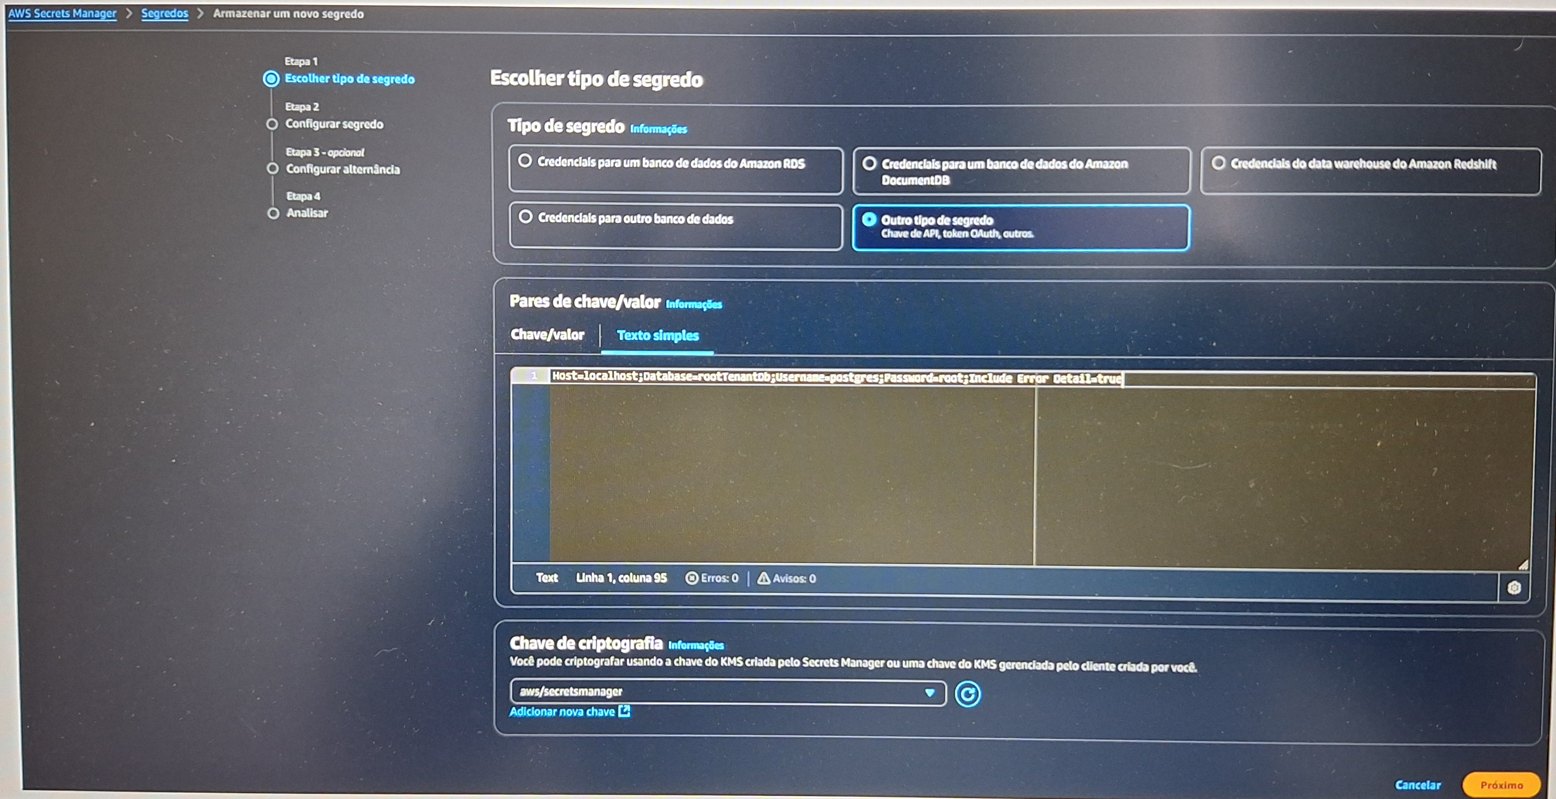 AWS Secrets Manager > Segredos > Armazenar um novo segredo
Etapa 1
Escolher tipo de segredo
Etapa 2
Configurar segredo
Etapa 3 - opcional
Configurar alternância
Etapa 4
Analisar
Escolher tipo de segredo
Tipo de segredo Informações
Credenciais para um banco de dados do Amazon RDS
Credenciais para um banco de dados do Amazon
DocumentDB
Credenciais do data warehouse do Amazon Redshift
Credenciais para outro banco de dados
Outro tipo de segredo
Chave de API, token OAuth, outros.
Pares de chave/valor Informações
Chave/valor
Texto simples
1 Host=localhost;Database=rootTenantDb;Username=postgres;Password=root;Include Error Detail=true
Text Linha 1, coluna 95 Erros: 0 Avisos: 0
Chave de criptografia Informações
Você pode criptografar usando a chave do KMS criada pelo Secrets Manager ou uma chave do KMS gerenciada pelo cliente criada por você.
aws/secretsmanager
Adicionar nova chave
Cancelar
Próximo